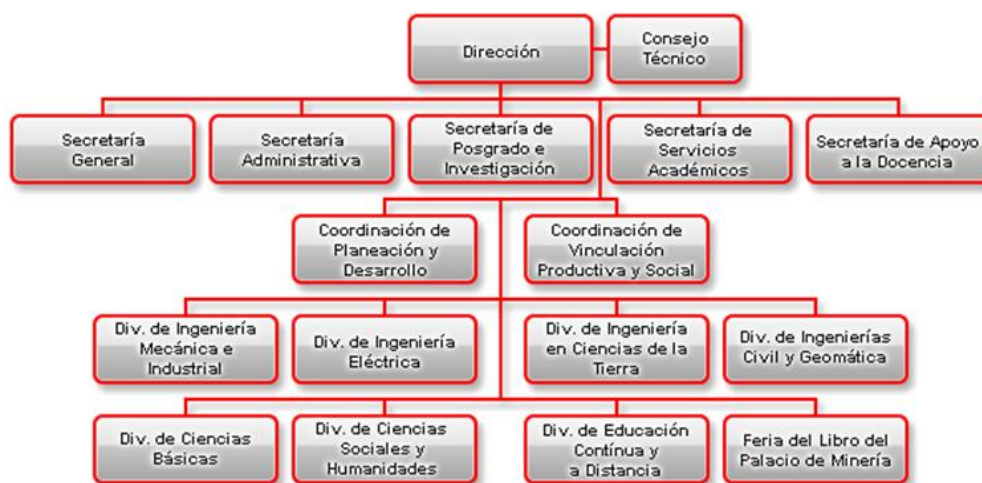 Dirección
Consejo
Técnico
Secretaría
General
Secretaría
Administrativa
Secretaría de
Posgrado e
Investigación
Secretaría de
Servicios
Académicos
Secretaría de Apoyo
a la Docencia
Coordinación de
Planeación y
Desarrollo
Coordinación de
Vinculación
Productiva y Social
Div. de Ingeniería
Mecánica e
Industrial
Div. de Ingeniería
Eléctrica
Div. de Ingeniería
en Ciencias de la
Tierra
Div. de Ingenierías
Civil y Geomática
Div. de Ciencias
Básicas
Div. de Ciencias
Sociales y
Humanidades
Div. de Educación
Contínua y
a Distancia
Feria del Libro del
Palacio de Minería